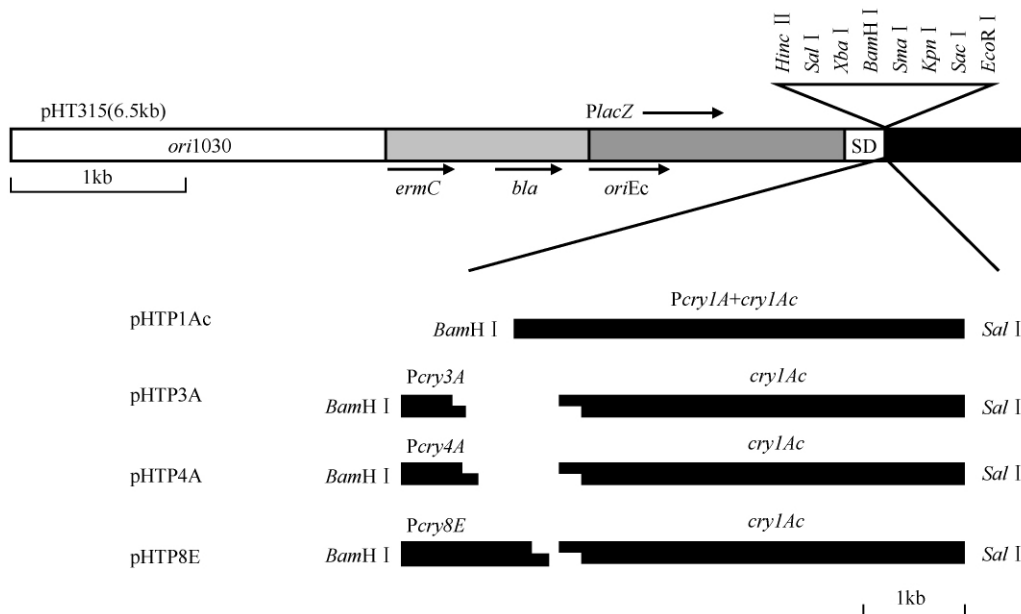 Hinc Ⅱ
Sal Ⅰ
Xba Ⅰ
BamH Ⅰ
Sma Ⅰ
Kpn Ⅰ
Sac Ⅰ
EcoR Ⅰ
pHT315(6.5kb)
PlacZ
ori1030
SD
1kb
ermC
bla
oriEc
Pcry1A+cry1Ac
pHTP1Ac
BamH Ⅰ
Sal Ⅰ
Pcry3A
cry1Ac
pHTP3A
BamH Ⅰ
Sal Ⅰ
Pcry4A
cry1Ac
pHTP4A
BamH Ⅰ
Sal Ⅰ
Pcry8E
cry1Ac
pHTP8E
BamH Ⅰ
Sal Ⅰ
1kb